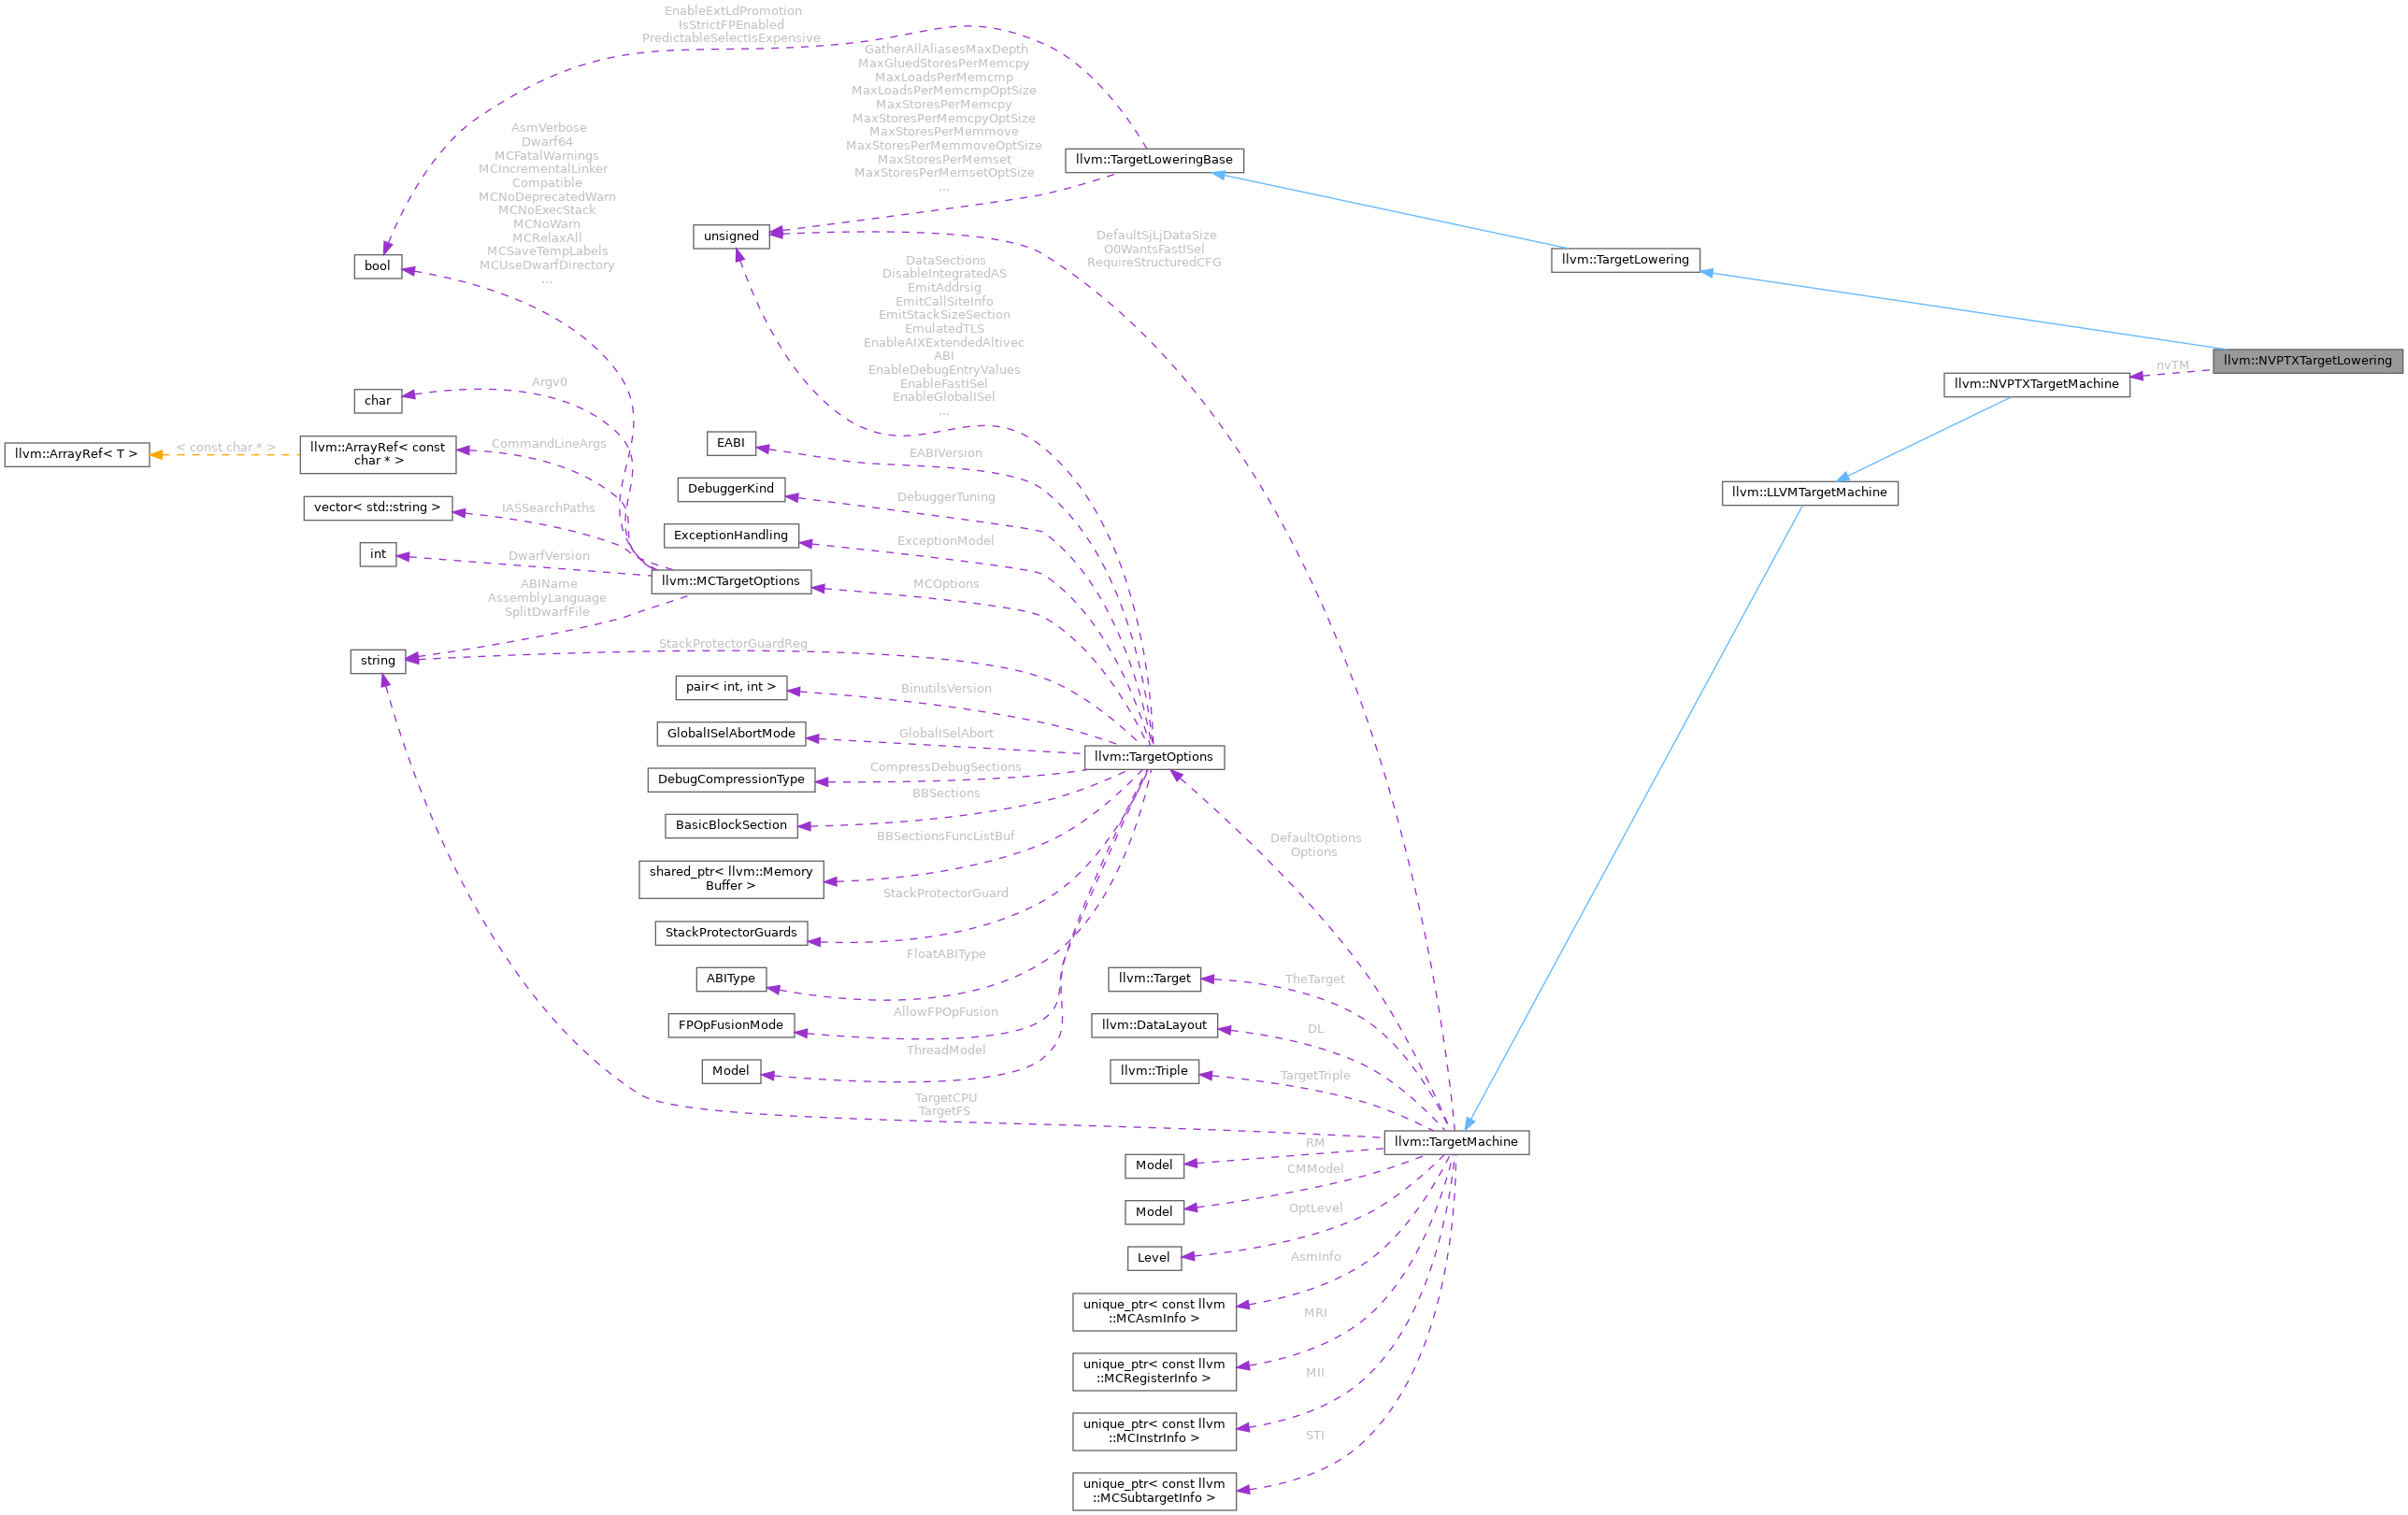 EnableExtLdPromotion
IsStrictFPEnabled
PredictableSelectIsExpensive
GatherAllAliasesMaxDepth
MaxGluedStoresPerMemcpy
MaxLoadsPerMemcmp
MaxLoadsPerMemcmpOptSize
MaxStoresPerMemcpy
MaxStoresPerMemcpyOptSize
MaxStoresPerMemmove
MaxStoresPerMemmoveOptSize
MaxStoresPerMemset
MaxStoresPerMemsetOptSize
...
AsmVerbose
Dwarf64
MCFatalWarnings
MCIncrementalLinker
Compatible
MCNoDeprecatedWarn
MCNoExecStack
MCNoWarn
MCRelaxAll
MCSaveTempLabels
MCUseDwarfDirectory
...
llvm::TargetLoweringBase
unsigned
bool
DefaultSjLjDataSize
O0WantsFastISel
RequireStructuredCFG
llvm::TargetLowering
DataSections
DisableIntegratedAS
EmitAddrsig
EmitCallSiteInfo
EmitStackSizeSection
EmulatedTLS
EnableAIXExtendedAltivec
ABI
EnableDebugEntryValues
EnableFastISel
EnableGlobalISel
...
llvm::NVPTXTargetLowering
nvTM
llvm::NVPTXTargetMachine
Argv0
char
llvm::ArrayRef< T >
< const char * >
llvm::ArrayRef< const
char * >
CommandLineArgs
EABI
EABIVersion
DebuggerKind
DebuggerTuning
llvm::LLVMTargetMachine
vector< std::string >
IASSearchPaths
ExceptionHandling
ExceptionModel
int
DwarfVersion
llvm::MCTargetOptions
MCOptions
ABIName
AssemblyLanguage
SplitDwarfFile
string
StackProtectorGuardReg
pair< int, int >
BinutilsVersion
GlobalISelAbortMode
GlobalISelAbort
llvm::TargetOptions
DebugCompressionType
CompressDebugSections
BasicBlockSection
BBSections
shared_ptr< llvm::Memory
Buffer >
BBSectionsFuncListBuf
DefaultOptions
Options
StackProtectorGuards
StackProtectorGuard
ABIType
FloatABIType
llvm::Target
TheTarget
FPOpFusionMode
AllowFPOpFusion
llvm::DataLayout
DL
Model
ThreadModel
llvm::Triple
TargetTriple
TargetCPU
TargetFS
llvm::TargetMachine
Model
RM
Model
CMModel
Level
OptLevel
unique_ptr< const llvm
::MCAsmInfo >
AsmInfo
unique_ptr< const llvm
::MCRegisterInfo >
MRI
unique_ptr< const llvm
::MCInstrInfo >
MII
unique_ptr< const llvm
::MCSubtargetInfo >
STI